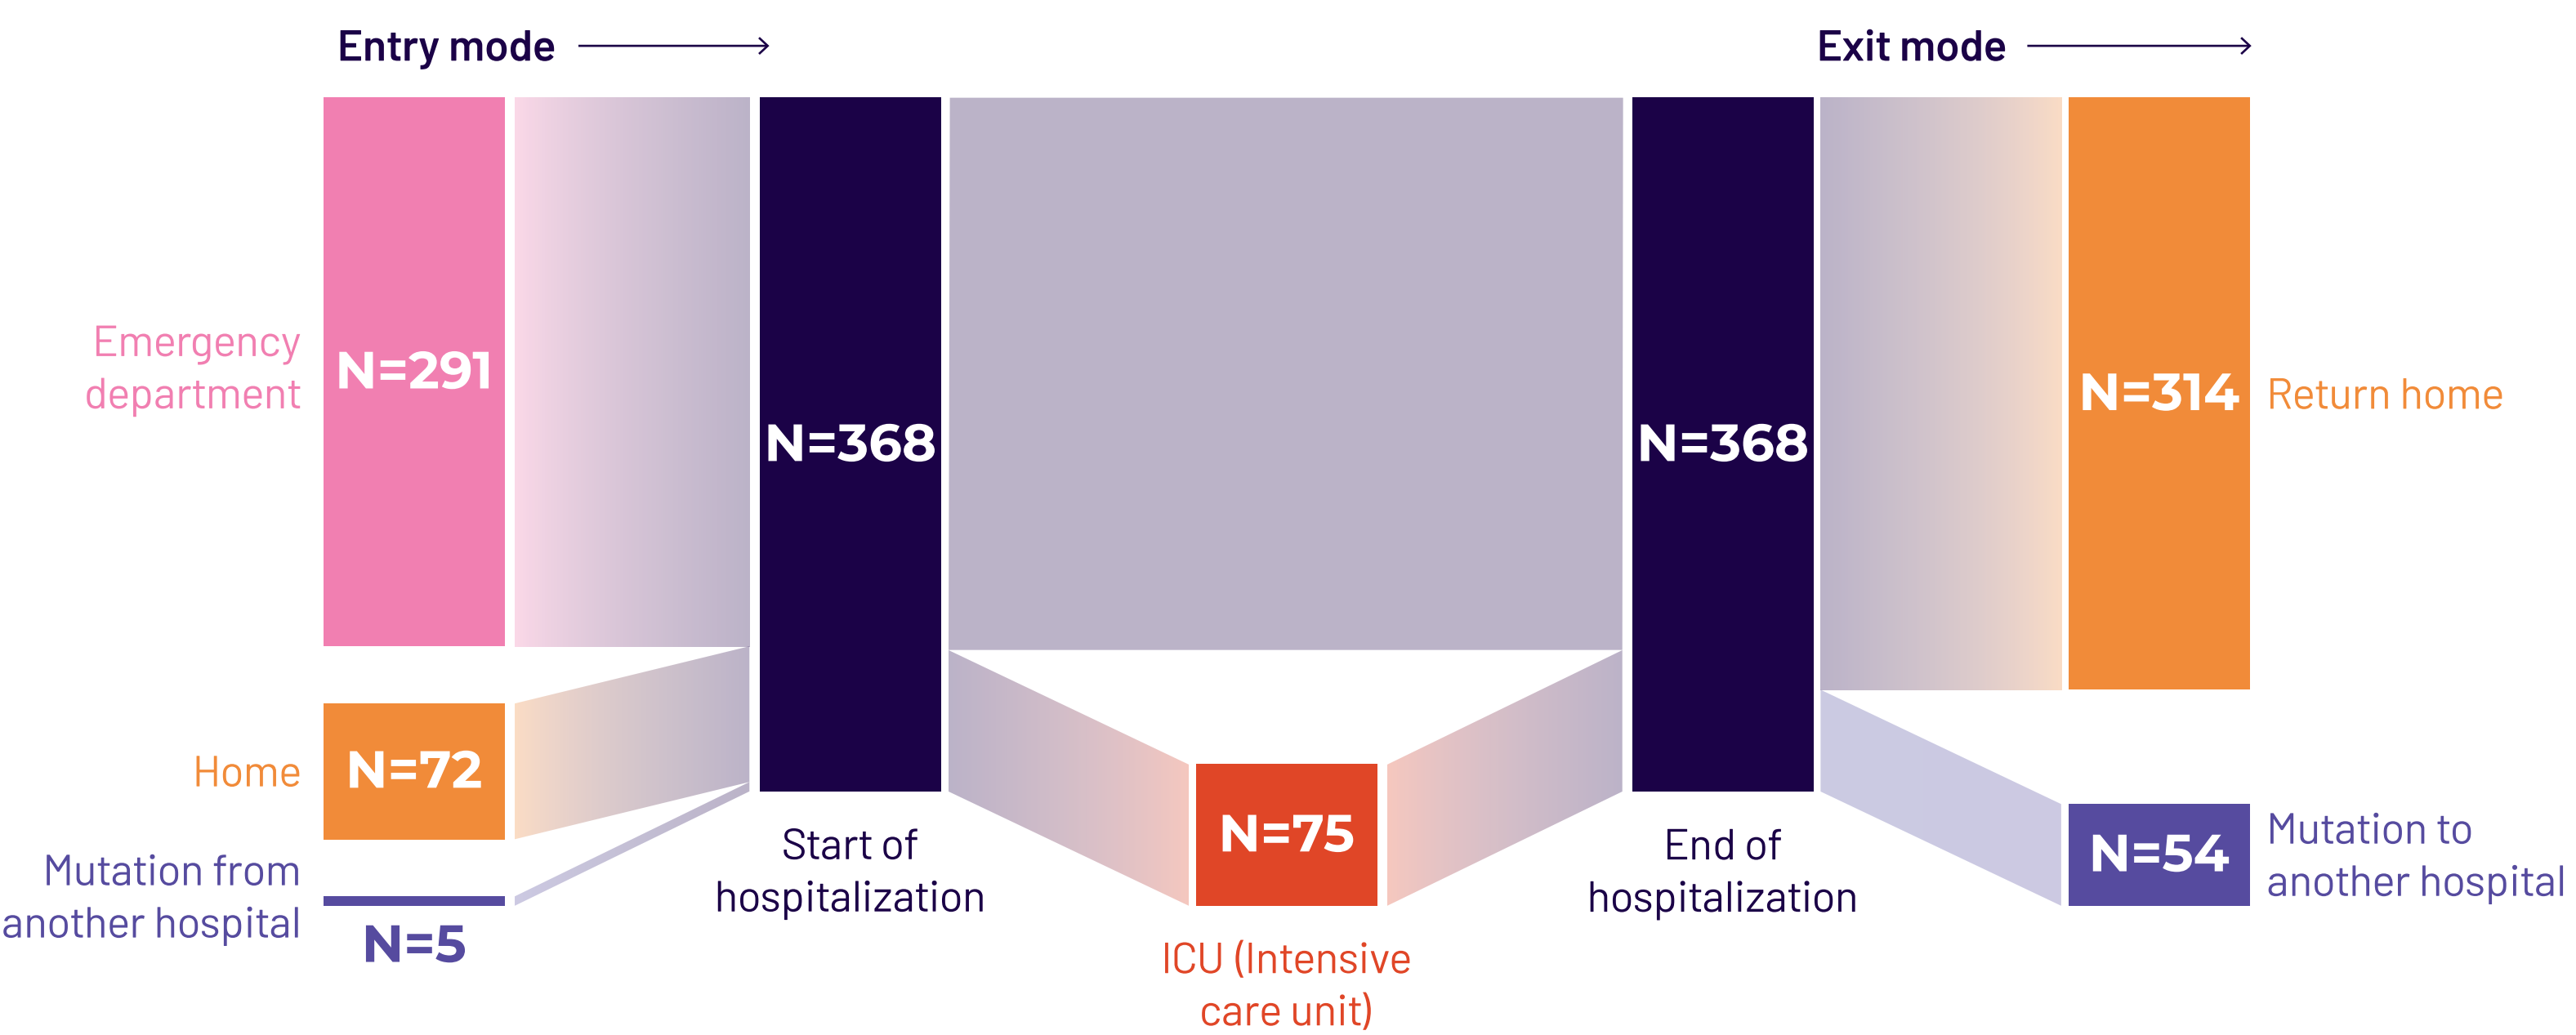 Entry mode
Exit mode
Emergency
department
N=291
N=368
N=368
N=314
Return home
Home
N=72
Mutation from
another hospital
N=5
Start of
hospitalization
N=75
ICU (Intensive
care unit)
End of
hospitalization
N=54
Mutation to
another hospital